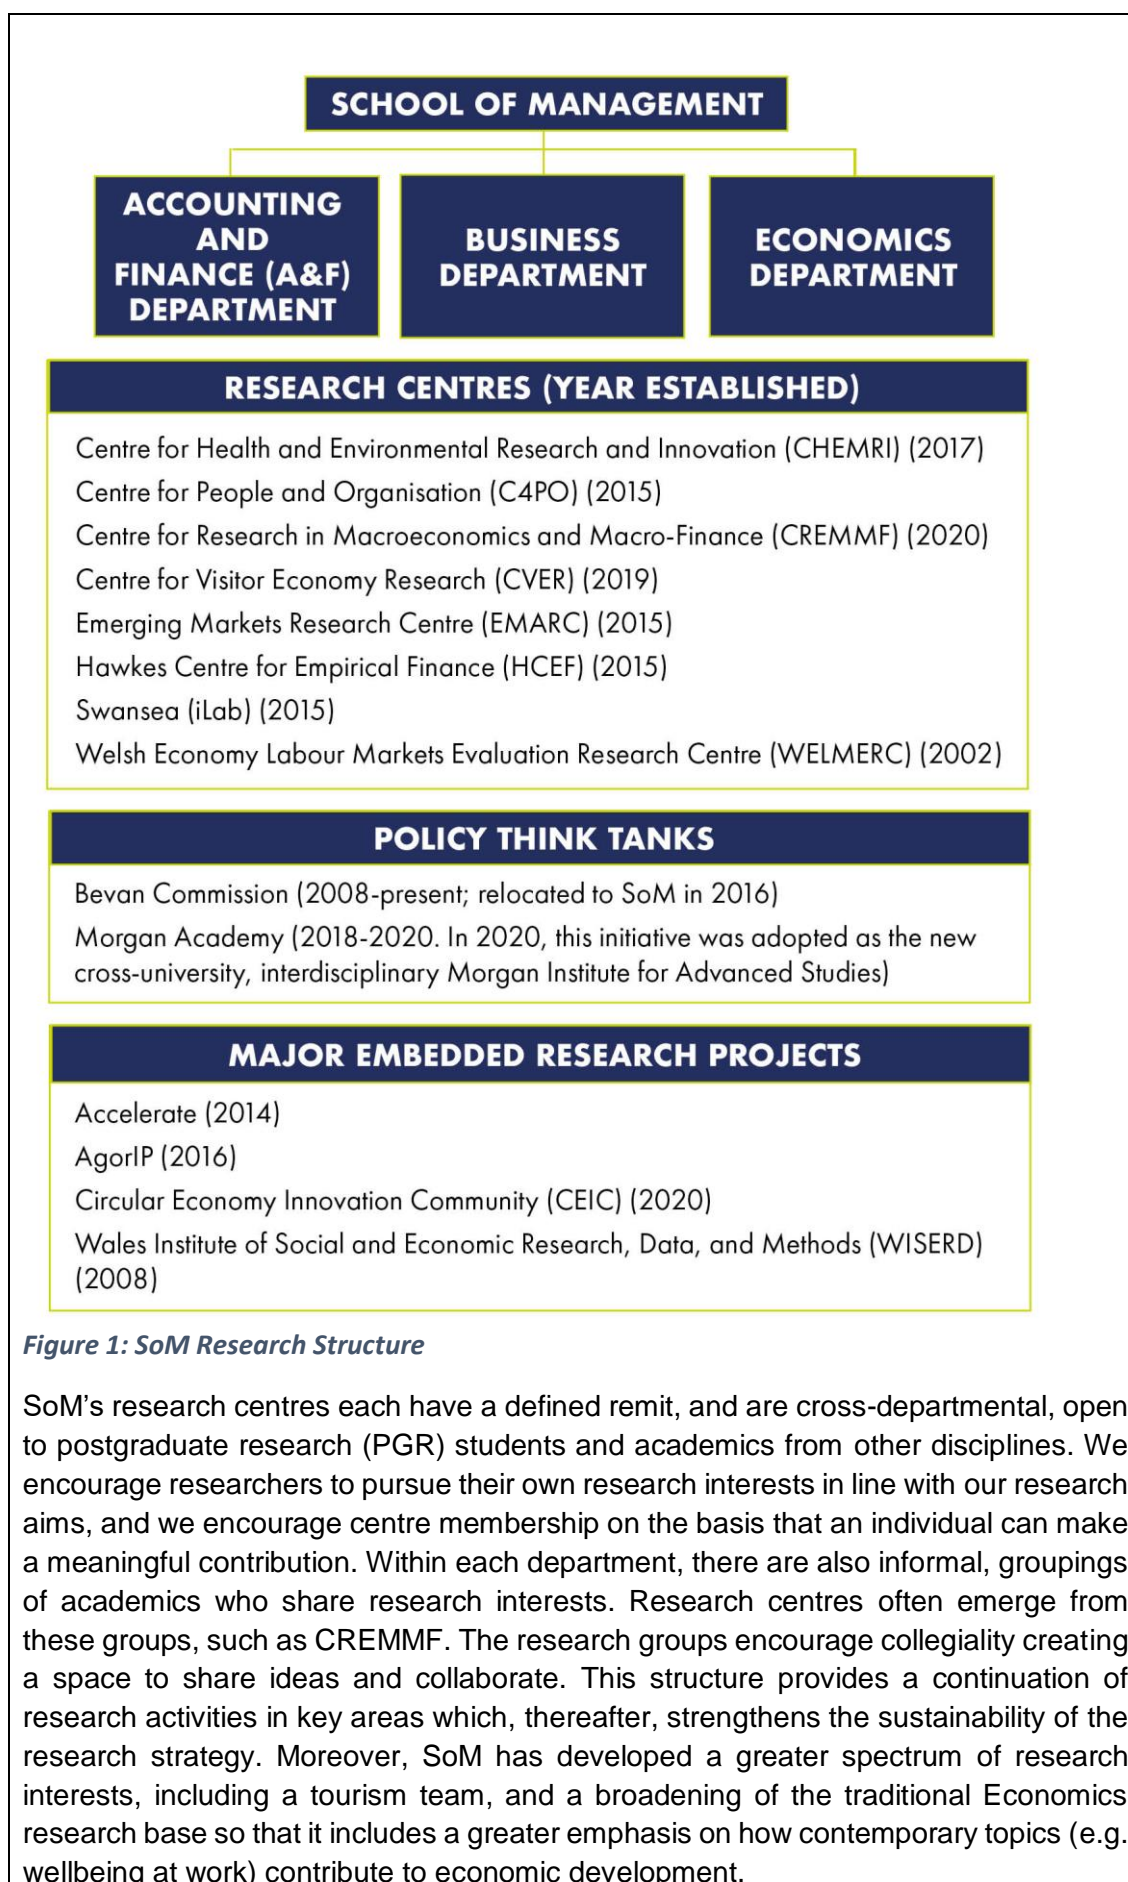 SCHOOL OF MANAGEMENT
ACCOUNTING
AND
FINANCE (A&F)
DEPARTMENT
BUSINESS
DEPARTMENT
ECONOMICS
DEPARTMENT
RESEARCH CENTRES (YEAR ESTABLISHED)
Centre for Health and Environmental Research and Innovation (CHEMRI) (2017)
Centre for People and Organisation (C4PO) (2015)
Centre for Research in Macroeconomics and Macro-Finance (CREMMF) (2020)
Centre for Visitor Economy Research (CVER) (2019)
Emerging Markets Research Centre (EMARC) (2015)
Hawkes Centre for Empirical Finance (HCEF) (2015)
Swansea (iLab) (2015)
Welsh Economy Labour Markets Evaluation Research Centre (WELMERC) (2002)
POLICY THINK TANKS
Bevan Commission (2008-present; relocated to SoM in 2016)
Morgan Academy (2018-2020. In 2020, this initiative was adopted as the new
cross-university, interdisciplinary Morgan Institute for Advanced Studies)
MAJOR EMBEDDED RESEARCH PROJECTS
Accelerate (2014)
AgorIP (2016)
Circular Economy Innovation Community (CEIC) (2020)
Wales Institute of Social and Economic Research, Data, and Methods (WISERD)
(2008)
Figure 1: SoM Research Structure
SoM’s research centres each have a defined remit, and are cross-departmental, open
to postgraduate research (PGR) students and academics from other disciplines. We
encourage researchers to pursue their own research interests in line with our research
aims, and we encourage centre membership on the basis that an individual can make
a meaningful contribution. Within each department, there are also informal, groupings
of academics who share research interests. Research centres often emerge from
these groups, such as CREMMF. The research groups encourage collegiality creating
a space to share ideas and collaborate. This structure provides a continuation of
research activities in key areas which, thereafter, strengthens the sustainability of the
research strategy. Moreover, SoM has developed a greater spectrum of research
interests, including a tourism team, and a broadening of the traditional Economics
research base so that it includes a greater emphasis on how contemporary topics (e.g.
wellbeing at work) contribute to economic development.